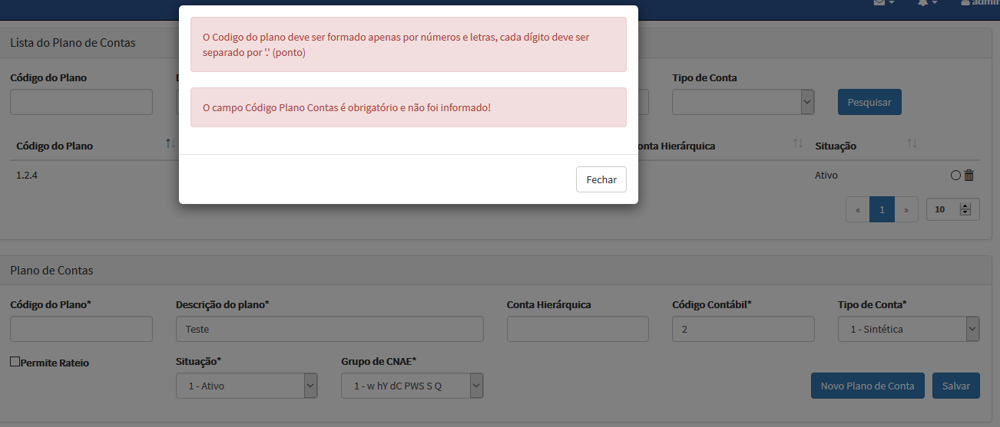 admin
O Codigo do plano deve ser formado apenas por números e letras, cada dígito deve ser
separado por '.' (ponto)
O campo Código Plano Contas é obrigatório e não foi informado!
Fechar
Lista do Plano de Contas
Código do Plano
Tipo de Conta
Pesquisar
Código do Plano
Hierárquica
Situação
1.2.4
Ativo
« 1 »
10
Plano de Contas
Código do Plano*
Descrição do plano*
Conta Hierárquica
Código Contábil*
Tipo de Conta*
Teste
2
1 - Sintética
Permite Rateio
Situação*
Grupo de CNAE*
1 - Ativo
1 - w hY dC PWS S Q
Novo Plano de Conta
Salvar